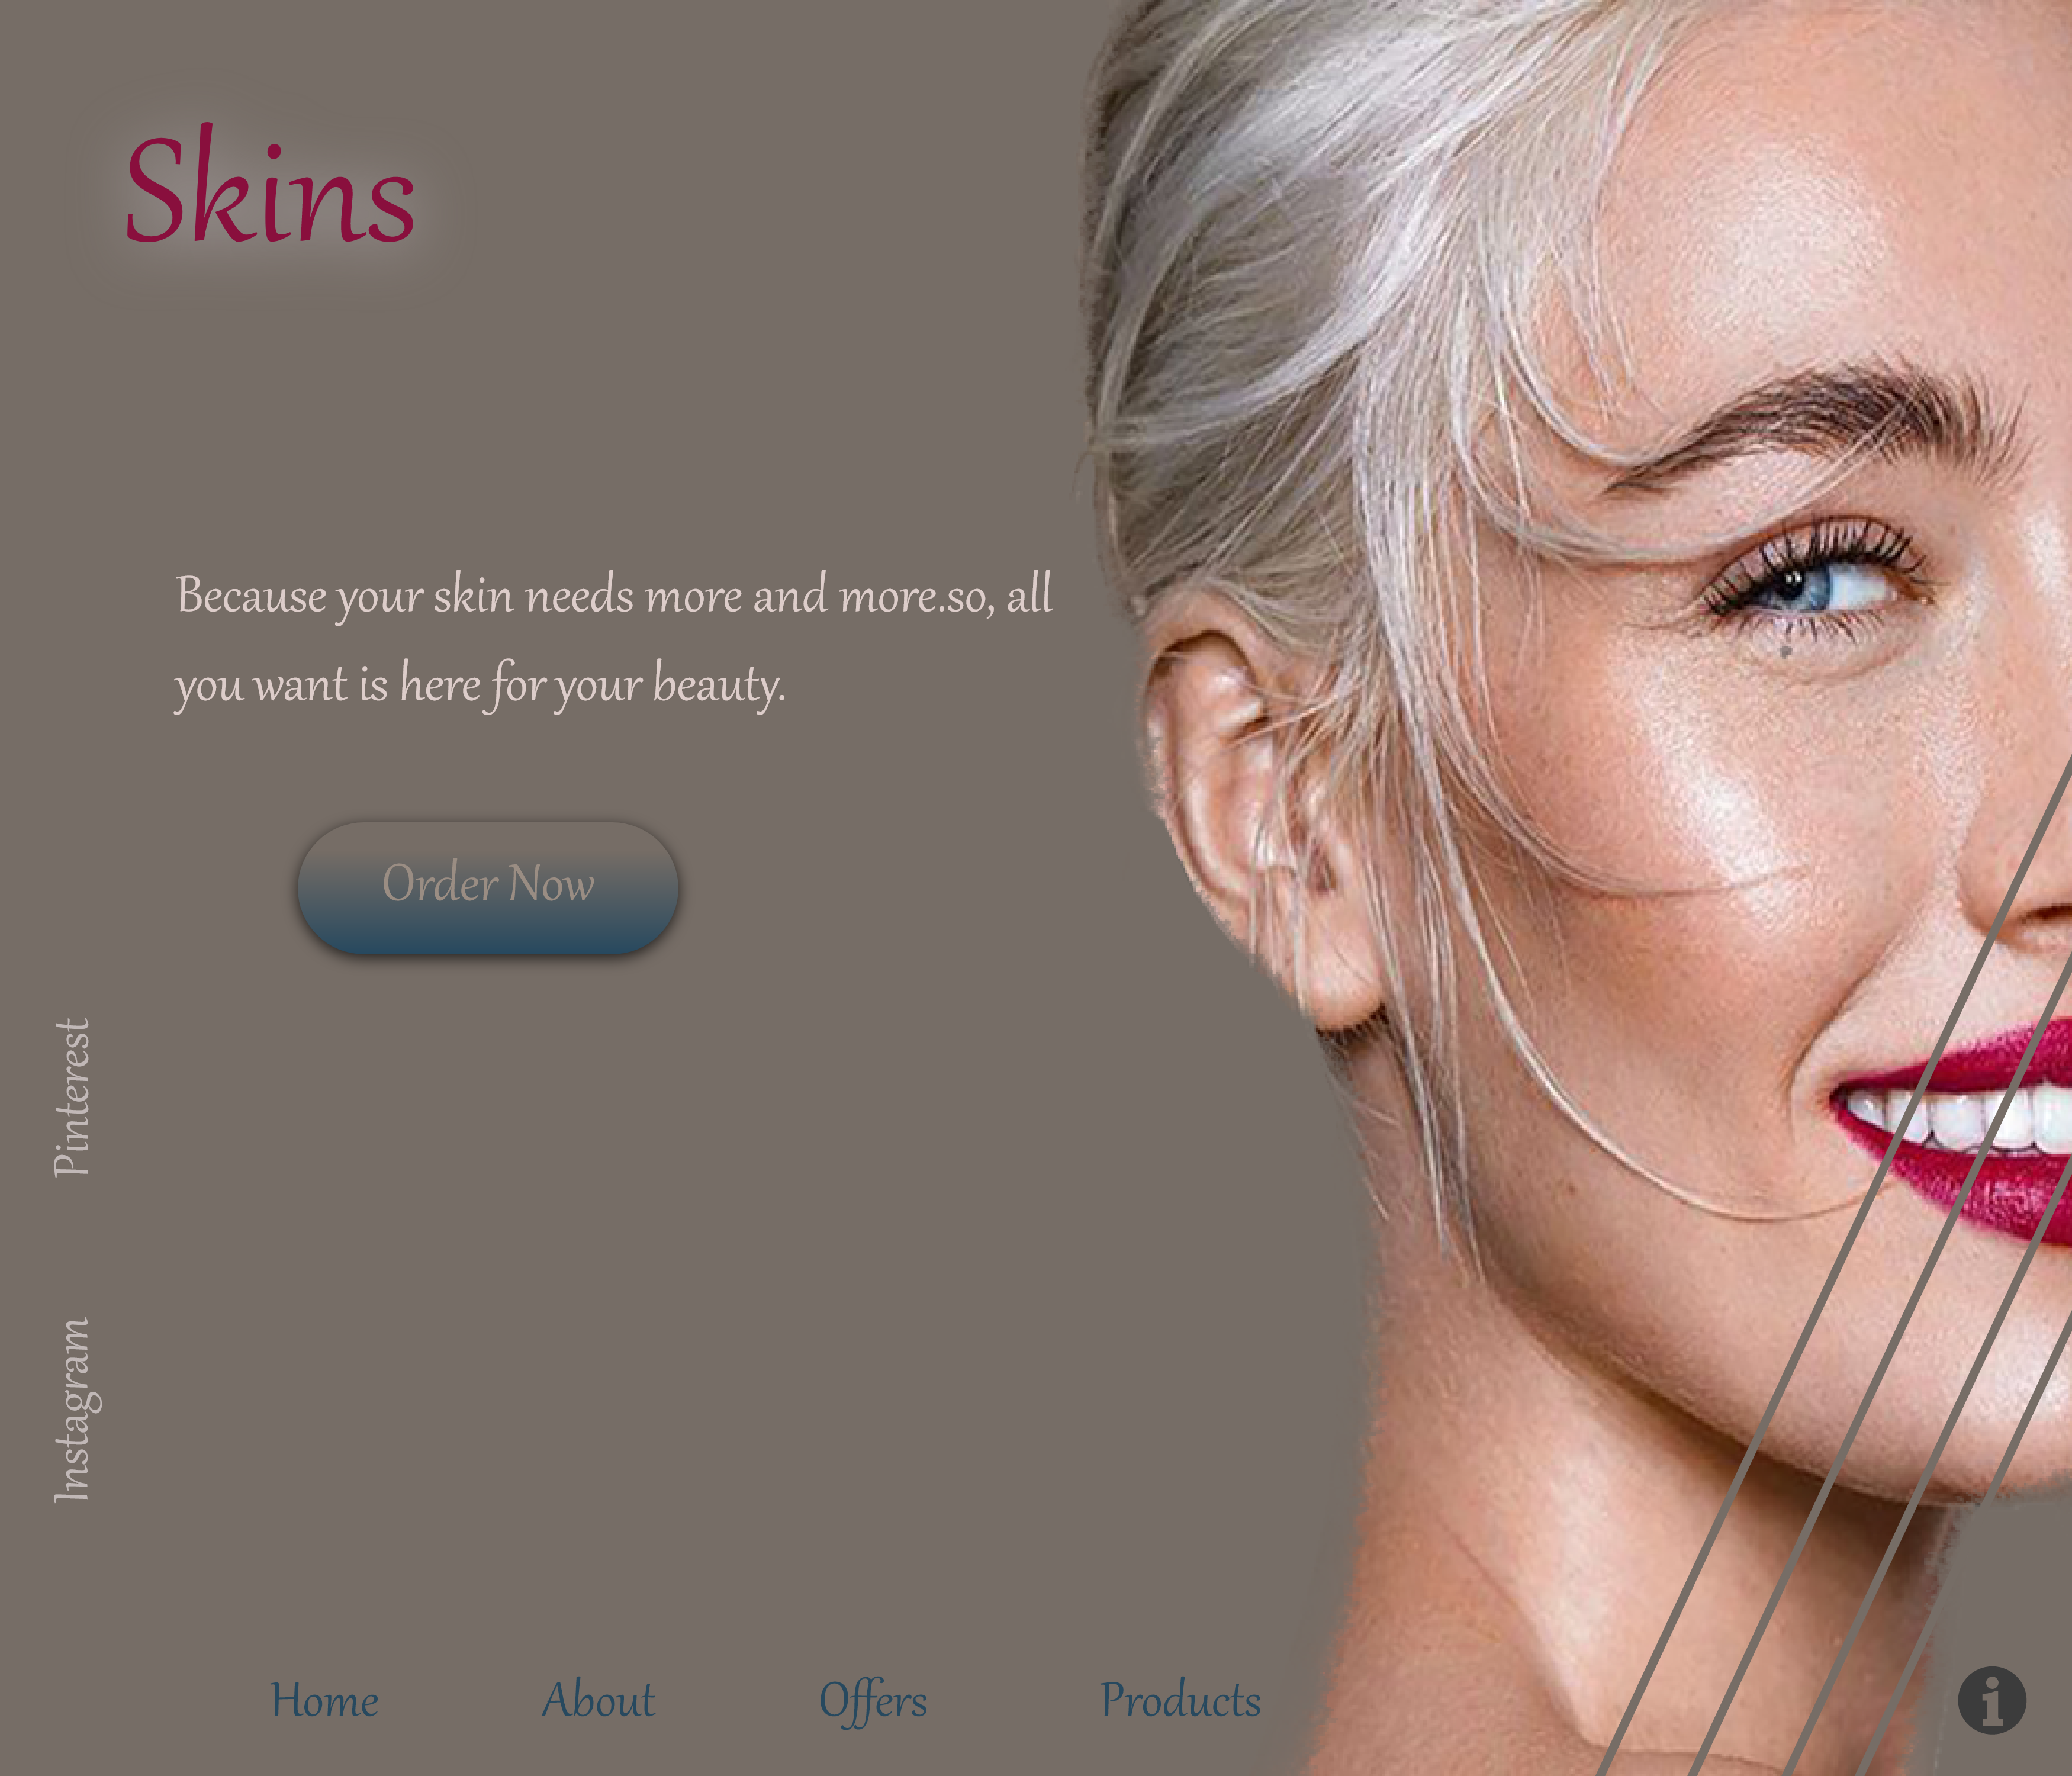 Skins
Because your skin needs more and more.so, all
you want is here for your beauty.
Order Now
Pinterest
Instagram
Home
About
Offers
Products
i